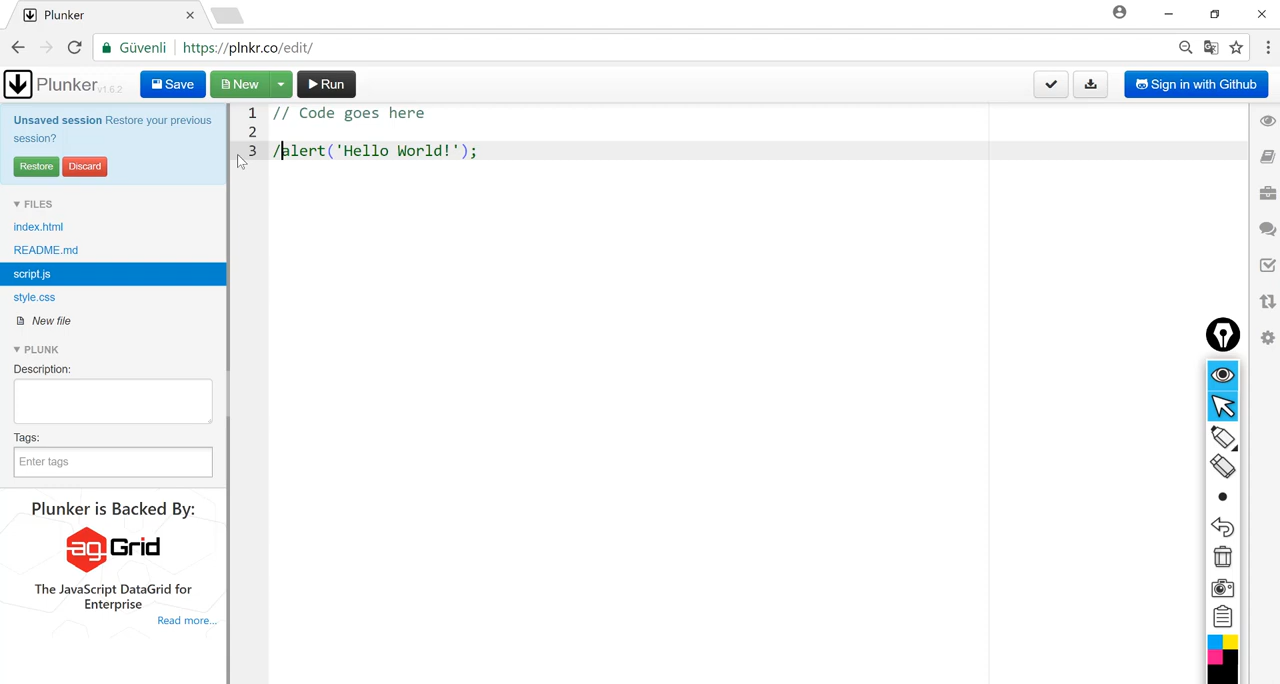 Plunker
Güvenli https://plnkr.co/edit/
Plunker v1.6.2 Save New Run Sign in with Github
Unsaved session Restore your previous
session?
Restore Discard
FILES
index.html
README.md
script.js
style.css
New file
PLUNK
Description:
Tags:
Enter tags
Plunker is Backed By:
ag Grid
The JavaScript DataGrid for
Enterprise
Read more...
1 // Code goes here
2
3 /alert('Hello World!');